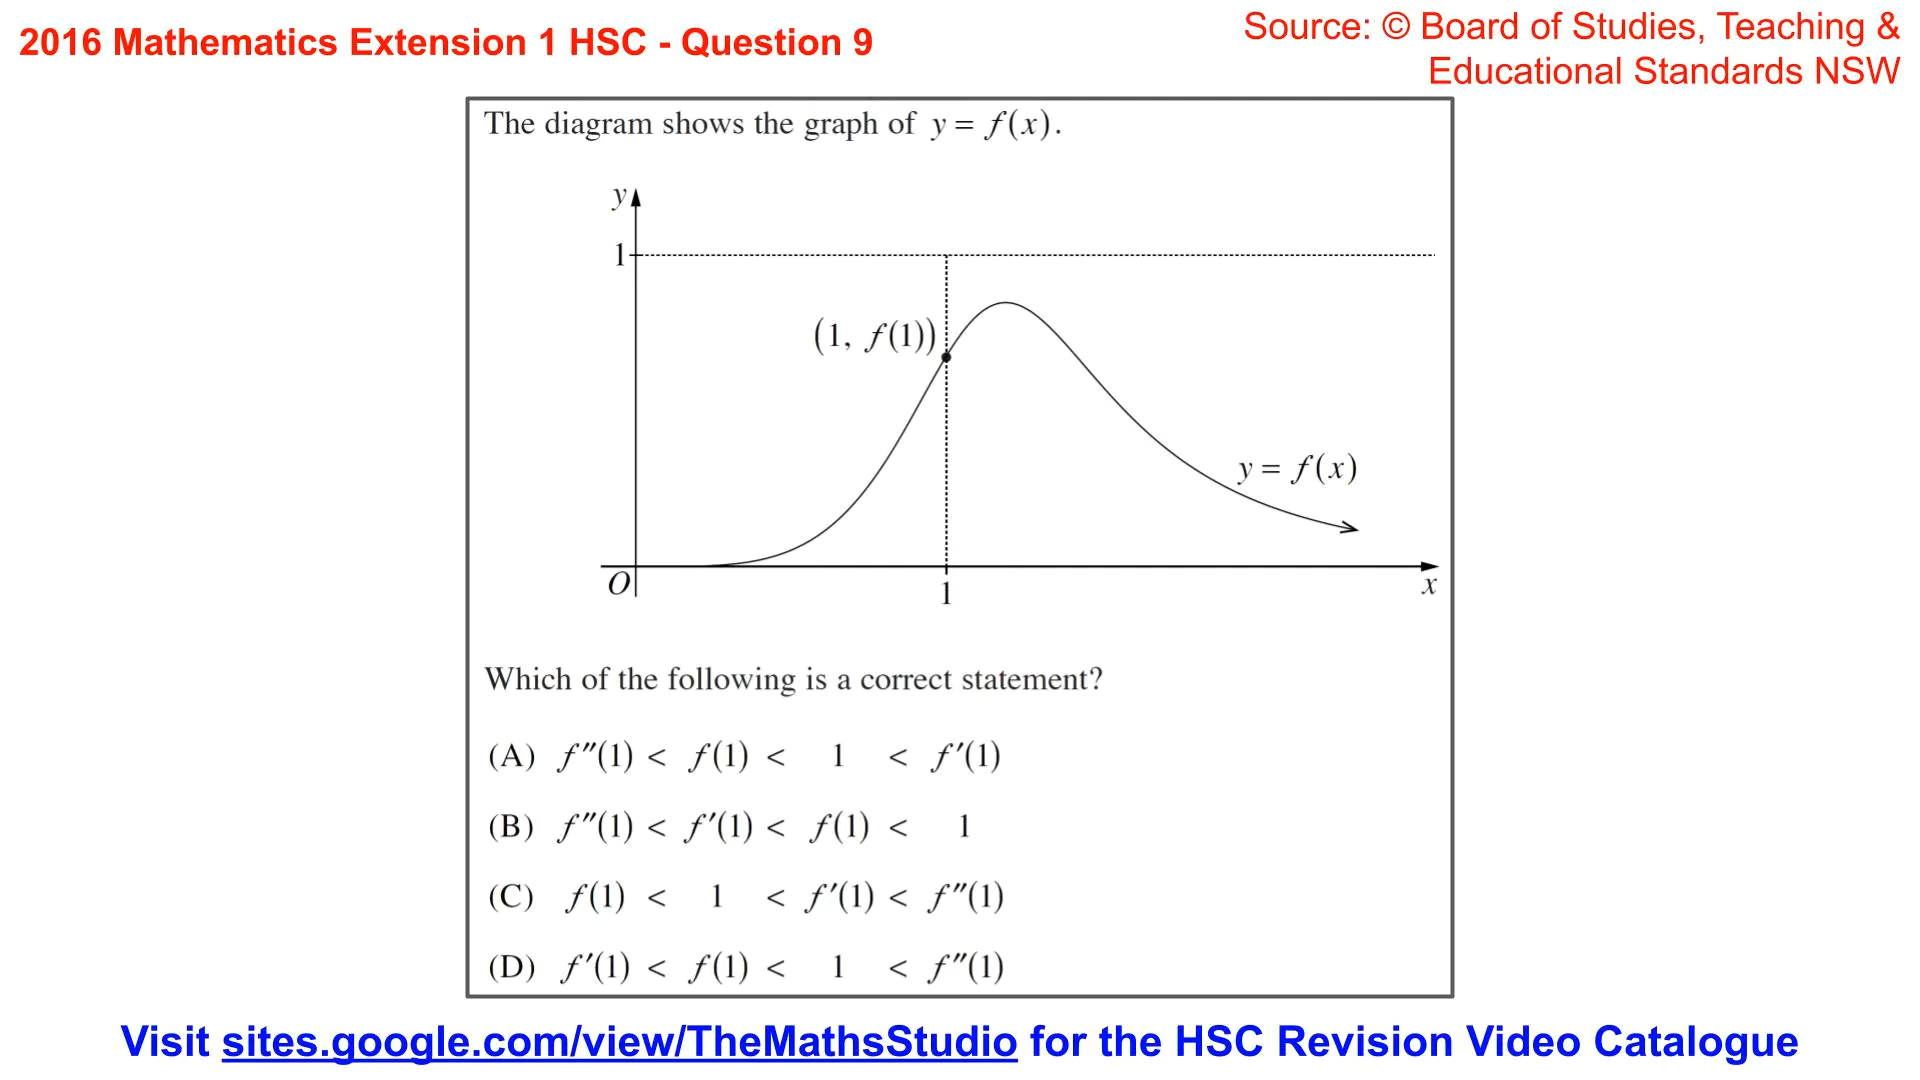 2016 Mathematics Extension 1 HSC - Question 9
Source: © Board of Studies, Teaching &
Educational Standards NSW
The diagram shows the graph of y = f(x).
y
1
(1, f(1))
y = f(x)
O
1
x
Which of the following is a correct statement?
(A) f″(1) < f(1) < 1 < f′(1)
(B) f″(1) < f′(1) < f(1) < 1
(C) f(1) < 1 < f′(1) < f″(1)
(D) f′(1) < f(1) < 1 < f″(1)
Visit sites.google.com/view/TheMathsStudio for the HSC Revision Video Catalogue